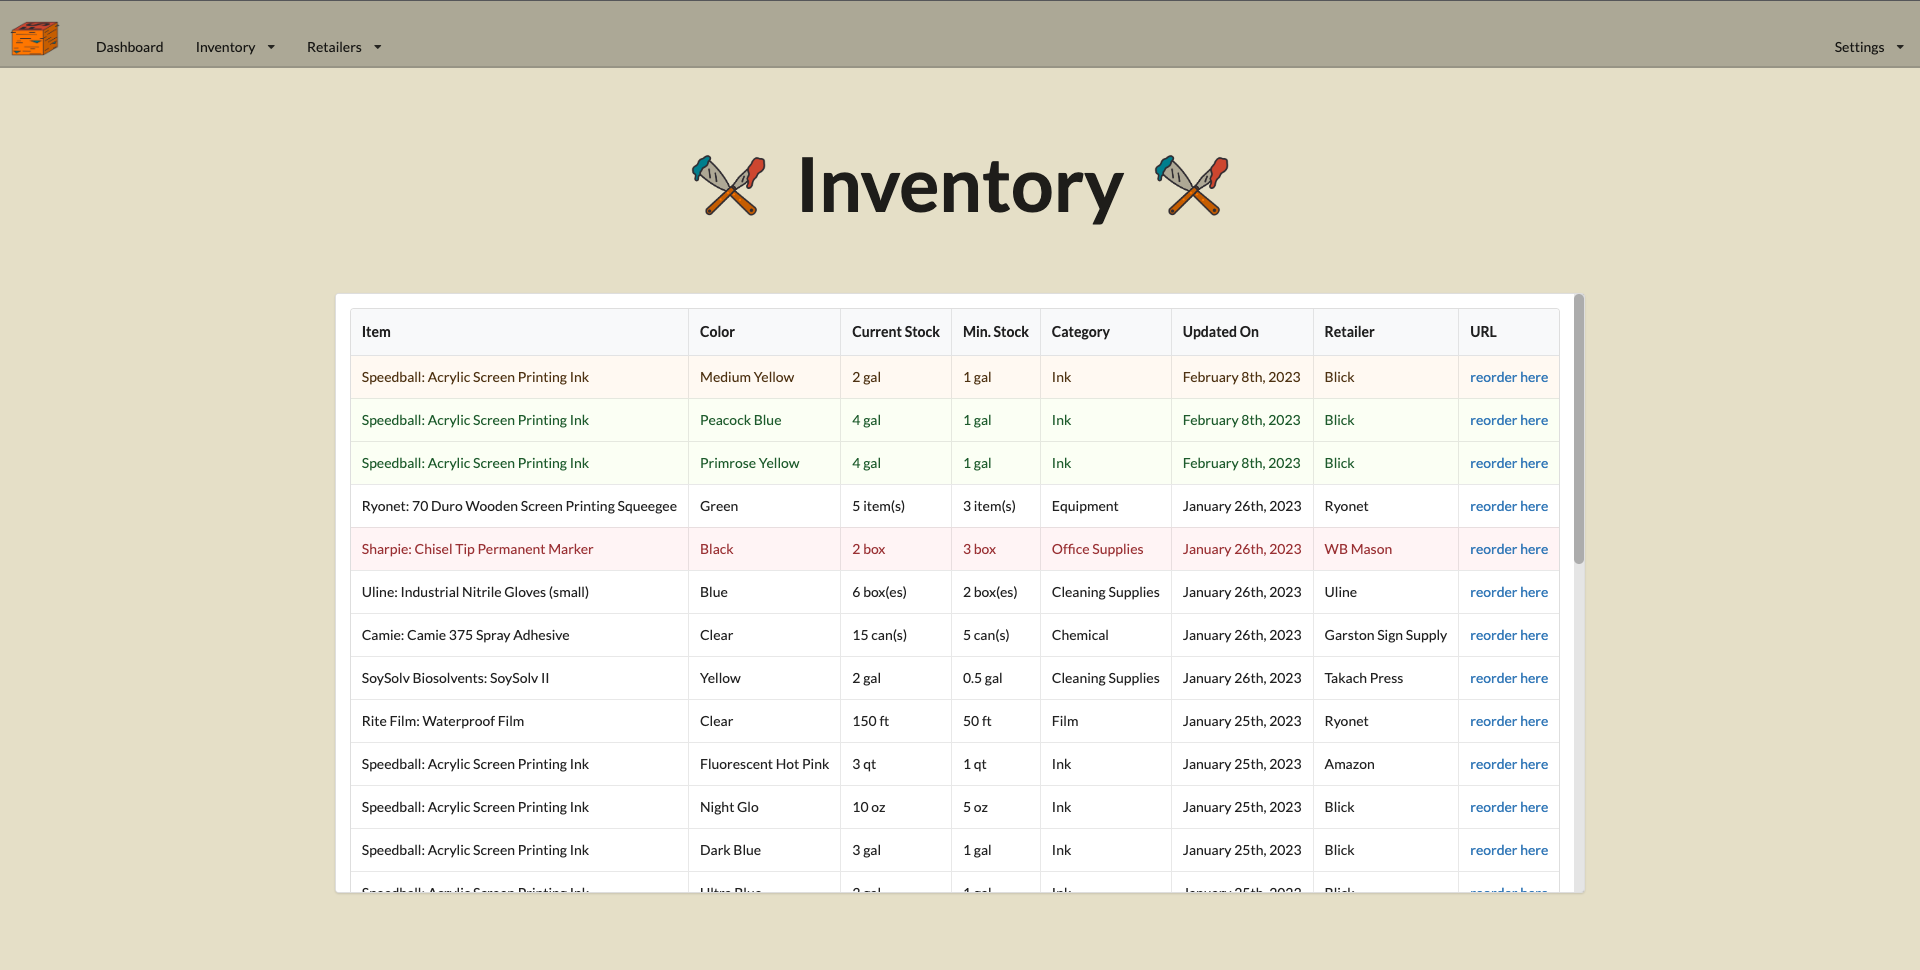 Dashboard Inventory Retailers Settings
Inventory
Item Color Current Stock Min. Stock Category Updated On Retailer URL
Speedball: Acrylic Screen Printing Ink Medium Yellow 2 gal 1 gal Ink February 8th, 2023 Blick reorder here
Speedball: Acrylic Screen Printing Ink Peacock Blue 4 gal 1 gal Ink February 8th, 2023 Blick reorder here
Speedball: Acrylic Screen Printing Ink Primrose Yellow 4 gal 1 gal Ink February 8th, 2023 Blick reorder here
Ryonet: 70 Duro Wooden Screen Printing Squeegee Green 5 item(s) 3 item(s) Equipment January 26th, 2023 Ryonet reorder here
Sharpie: Chisel Tip Permanent Marker Black 2 box 3 box Office Supplies January 26th, 2023 WB Mason reorder here
Uline: Industrial Nitrile Gloves (small) Blue 6 box(es) 2 box(es) Cleaning Supplies January 26th, 2023 Uline reorder here
Camie: Camie 375 Spray Adhesive Clear 15 can(s) 5 can(s) Chemical January 26th, 2023 Garston Sign Supply reorder here
SoySolv Biosolvents: SoySolv II Yellow 2 gal 0.5 gal Cleaning Supplies January 26th, 2023 Takach Press reorder here
Rite Film: Waterproof Film Clear 150 ft 50 ft Film January 25th, 2023 Ryonet reorder here
Speedball: Acrylic Screen Printing Ink Fluorescent Hot Pink 3 qt 1 qt Ink January 25th, 2023 Amazon reorder here
Speedball: Acrylic Screen Printing Ink Night Glo 10 oz 5 oz Ink January 25th, 2023 Blick reorder here
Speedball: Acrylic Screen Printing Ink Dark Blue 3 gal 1 gal Ink January 25th, 2023 Blick reorder here